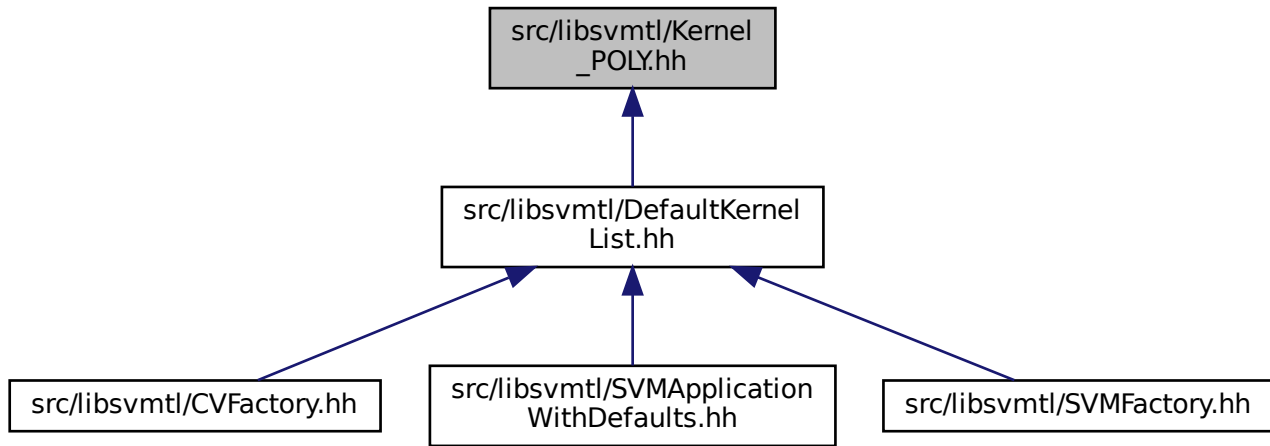 src/libsvmtl/Kernel
_POLY.hh
src/libsvmtl/DefaultKernel
List.hh
src/libsvmtl/CVFactory.hh
src/libsvmtl/SVMApplication
WithDefaults.hh
src/libsvmtl/SVMFactory.hh